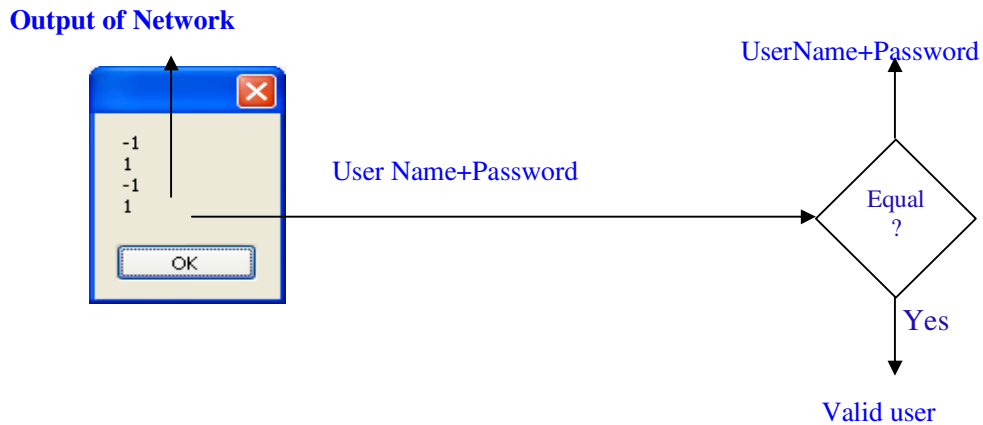 Output of Network
UserName+Password
-1
1
-1
1
OK
User Name+Password
Equal
?
Yes
Valid user